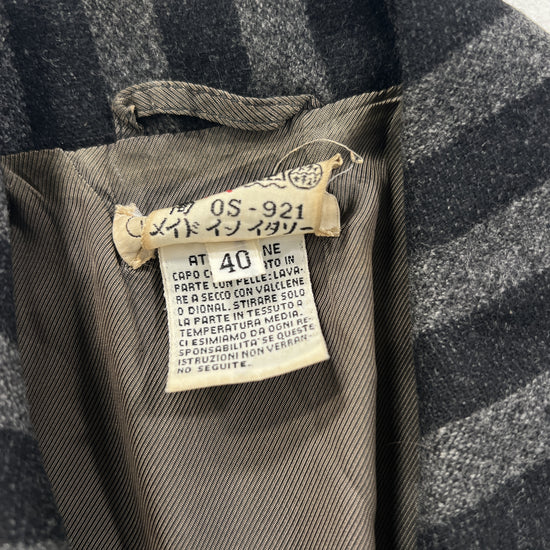 OS-921
メイド イン イタリー
40
AT NE
CAPO C TO IN
PARTE CON PELLE: LAVA-
RE A SECCO CON VALCLENE
O DIONAL. STIRARE SOLO
LA PARTE IN TESSUTO A
TEMPERATURA MEDIA.
CI ESIMIAMO DA OGNI RE-
SPONSABILITA' SE QUESTE
ISTRUZIONI NON VERRAN-
NO SEGUITE.